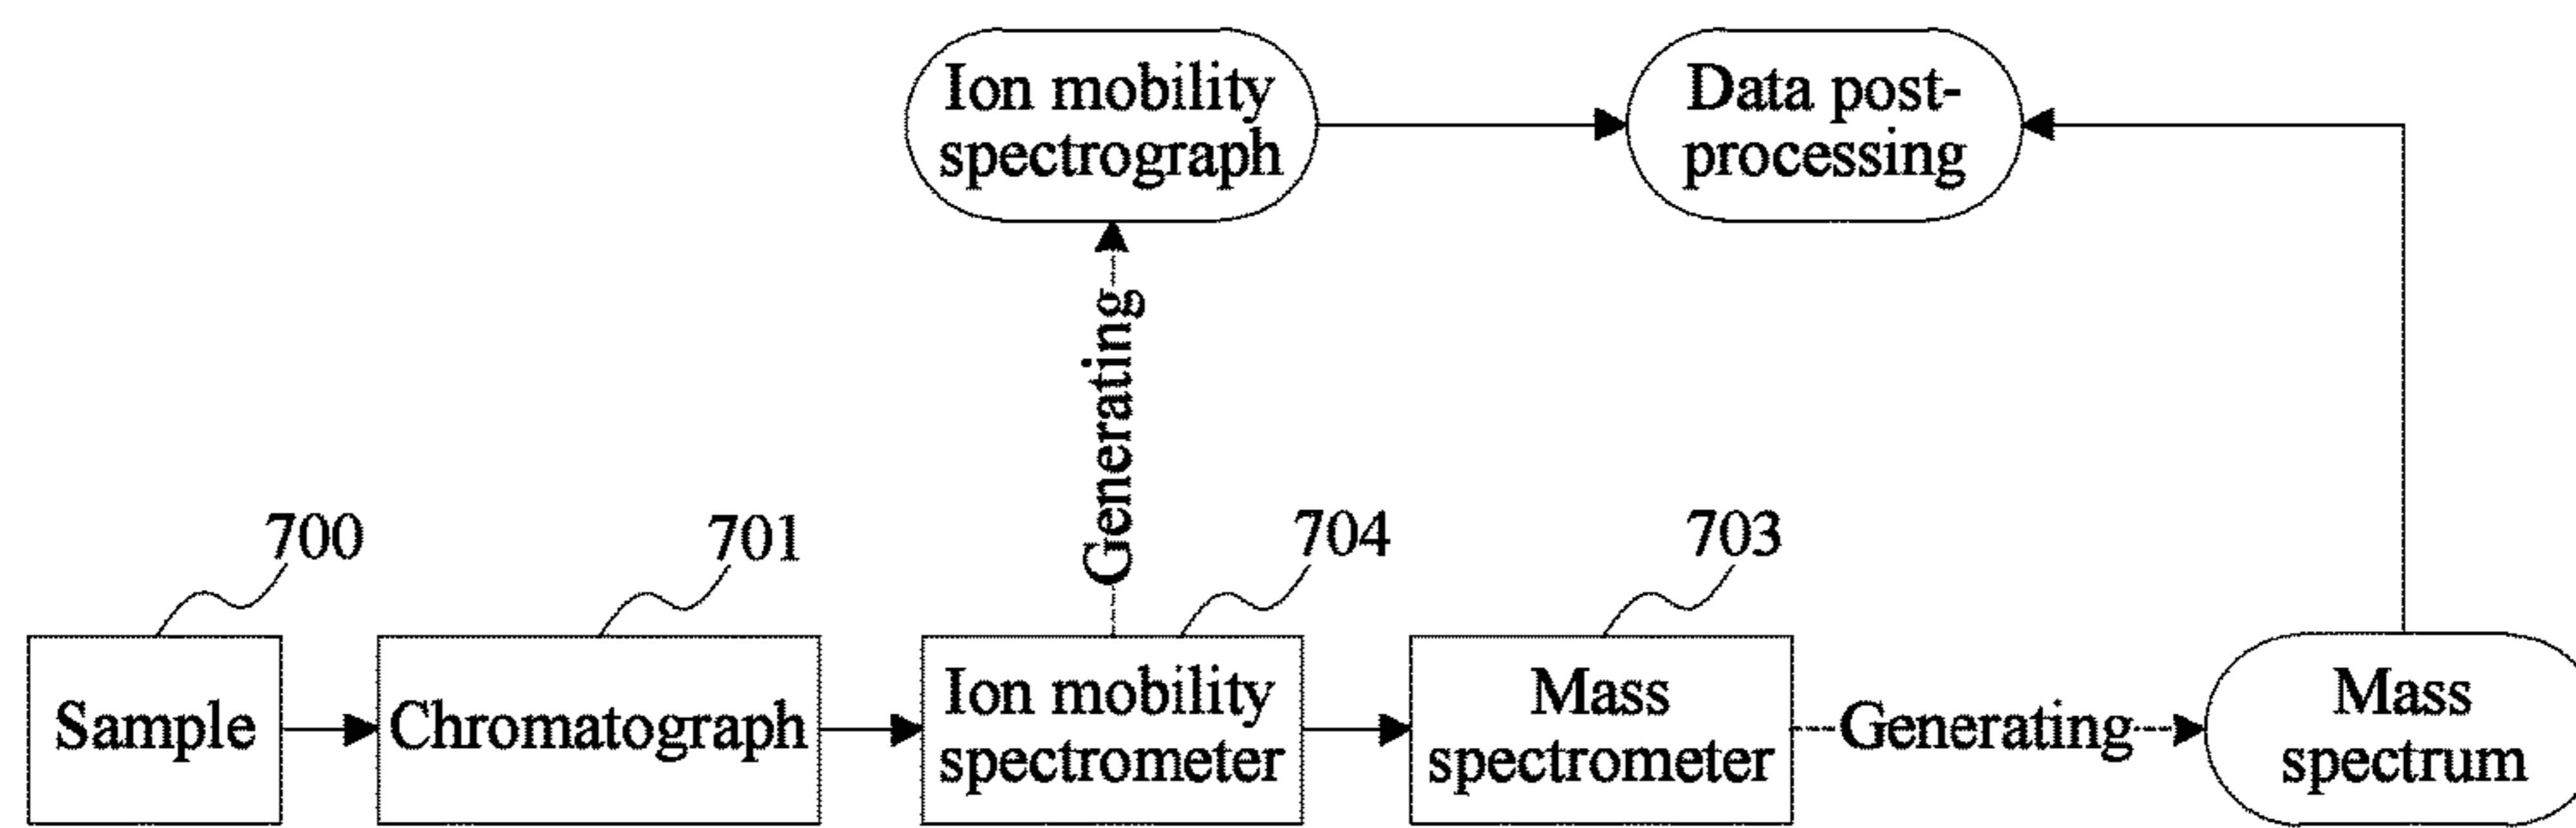 Ion mobility
spectrograph
Data post-
processing
Generating
700
701
704
703
Sample
Chromatograph
Ion mobility
spectrometer
Mass
spectrometer
Generating
Mass
spectrum